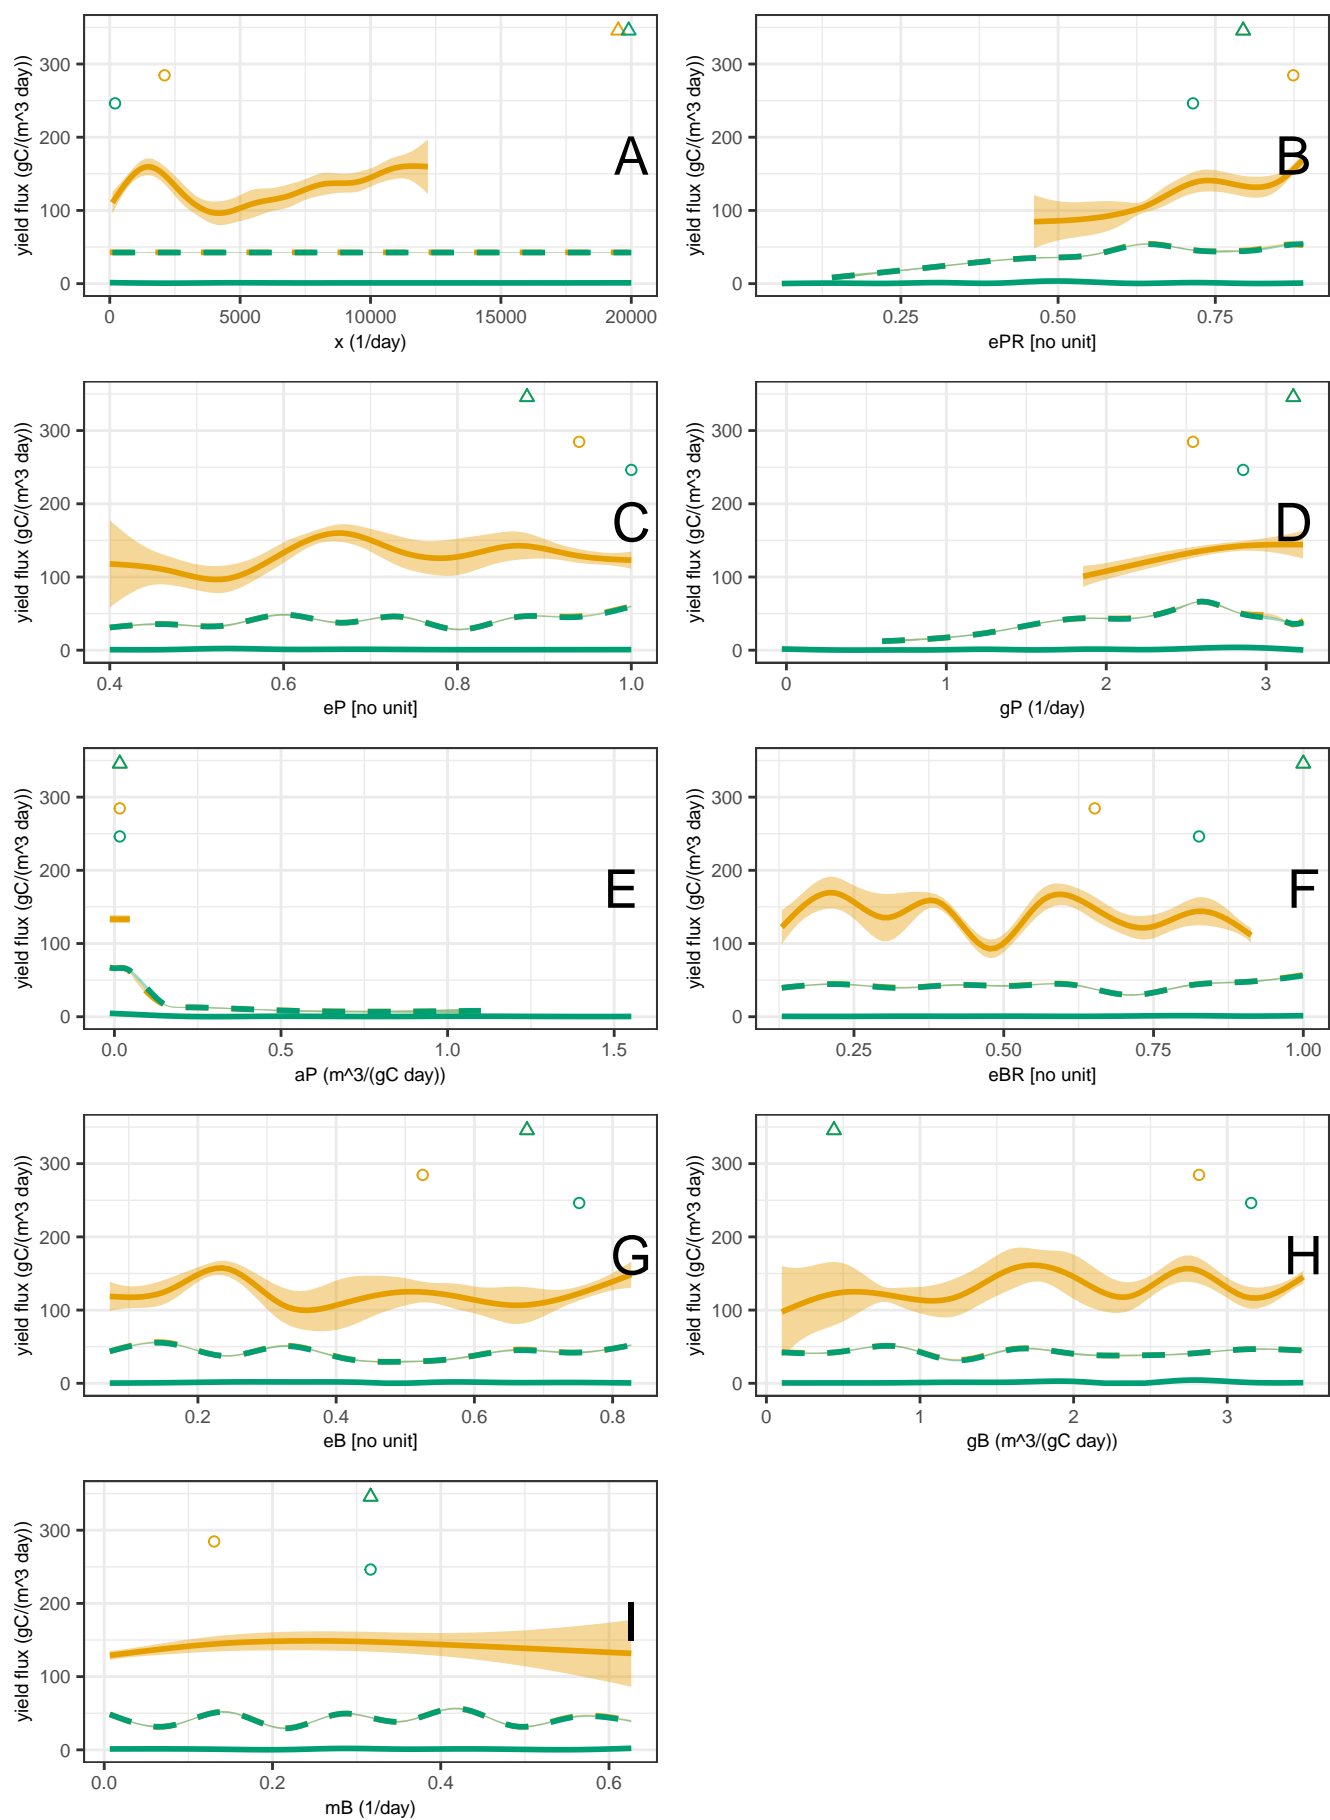 yield flux (gC/(m^3 day))
300
200
100
0
A
0 5000 10000 15000 20000
x (1/day)
yield flux (gC/(m^3 day))
300
200
100
0
B
0.25 0.50 0.75
ePR [no unit]
yield flux (gC/(m^3 day))
300
200
100
0
C
0.4 0.6 0.8 1.0
eP [no unit]
yield flux (gC/(m^3 day))
300
200
100
0
D
0 1 2 3
gP (1/day)
yield flux (gC/(m^3 day))
300
200
100
0
E
0.0 0.5 1.0 1.5
aP (m^3/(gC day))
yield flux (gC/(m^3 day))
300
200
100
0
F
0.25 0.50 0.75 1.00
eBR [no unit]
yield flux (gC/(m^3 day))
300
200
100
0
G
0.2 0.4 0.6 0.8
eB [no unit]
yield flux (gC/(m^3 day))
300
200
100
0
H
0 1 2 3
gB (m^3/(gC day))
yield flux (gC/(m^3 day))
300
200
100
0
I
0.0 0.2 0.4 0.6
mB (1/day)